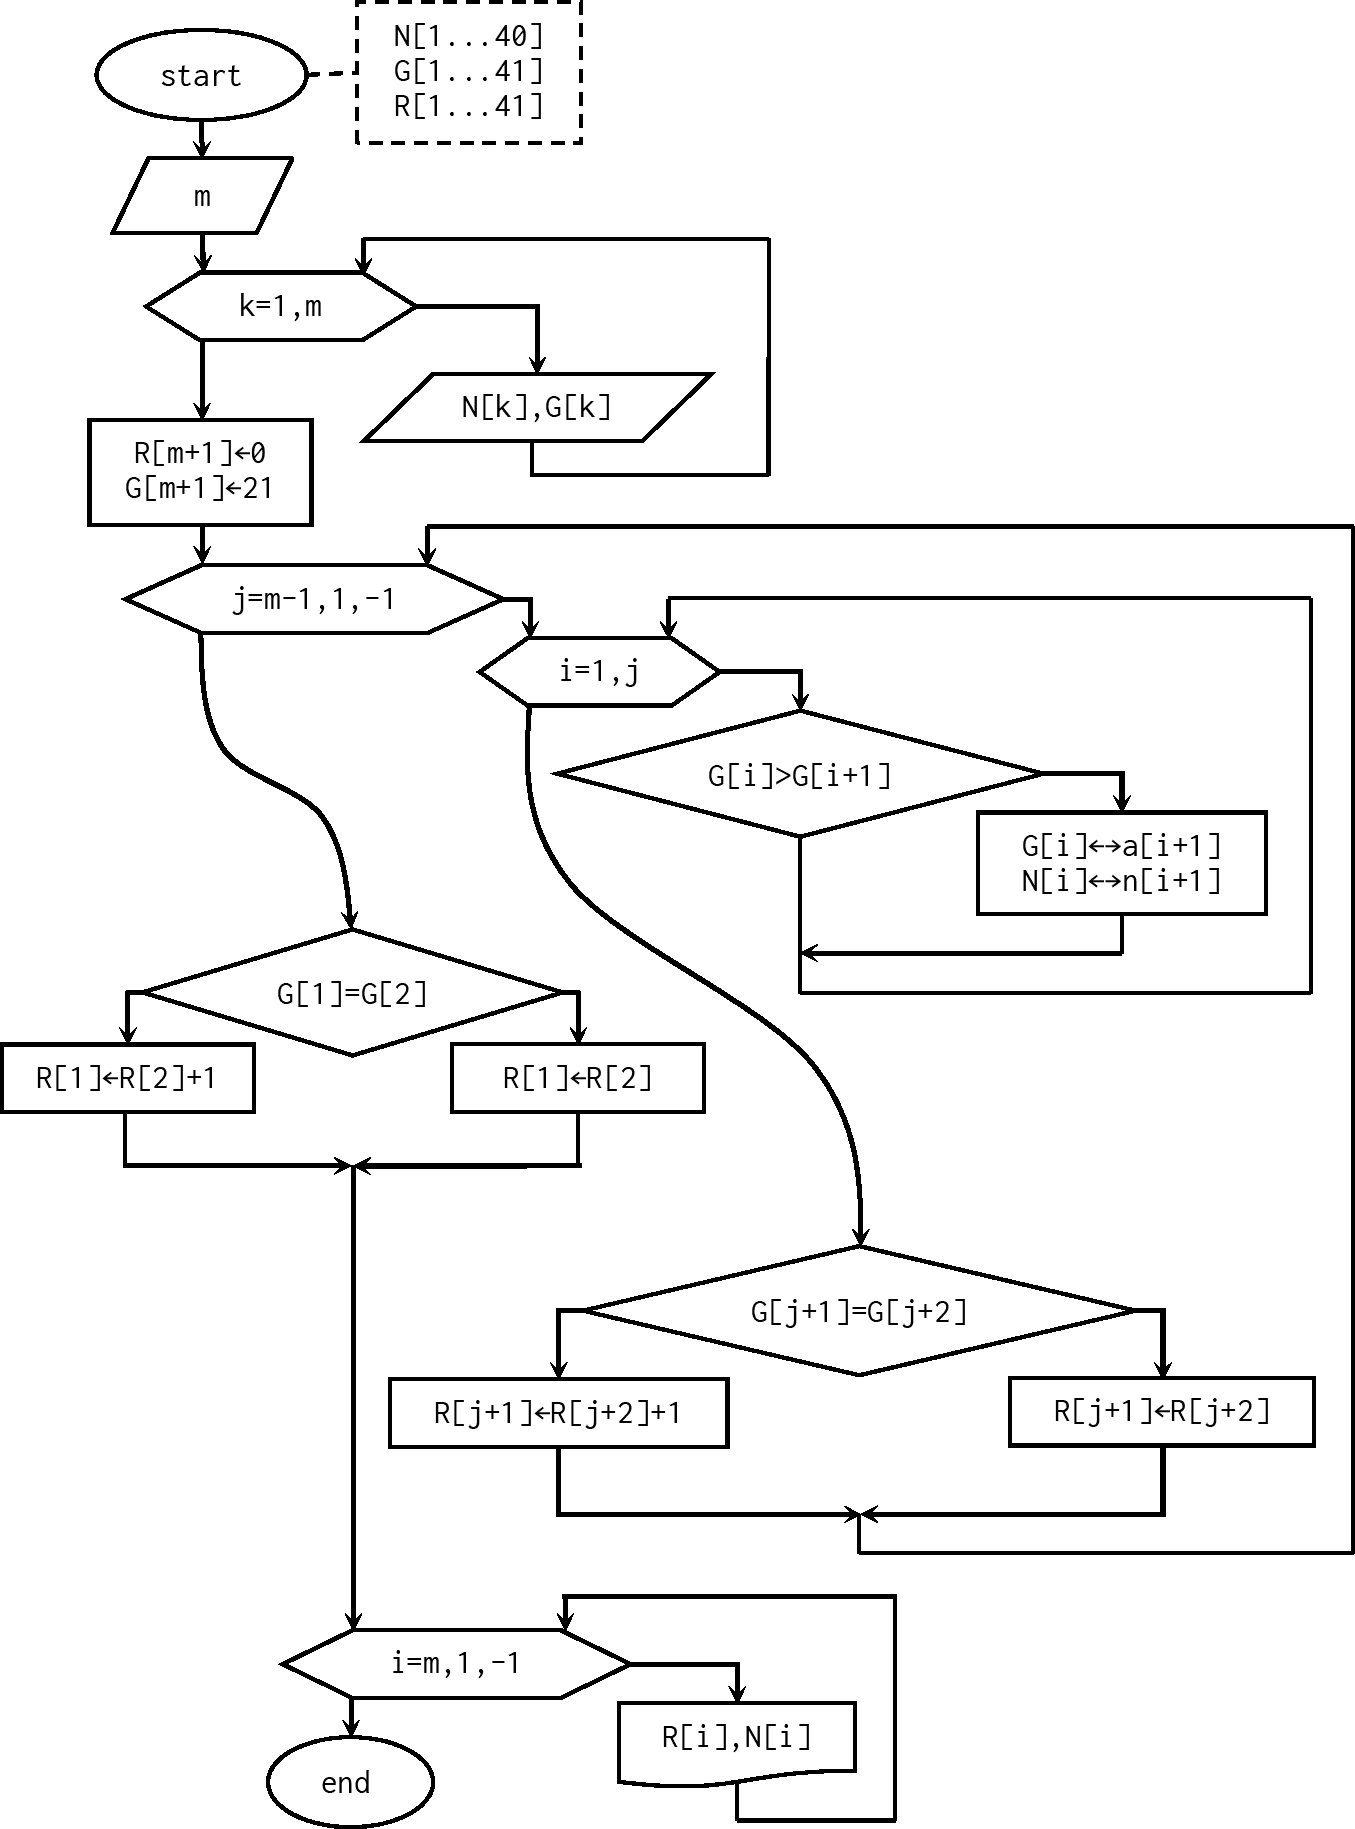 start
N[1...40]
G[1...41]
R[1...41]
m
k=1,m
N[k],G[k]
R[m+1]←0
G[m+1]←21
j=m-1,1,-1
i=1,j
G[i]>G[i+1]
G[i]↔a[i+1]
N[i]↔n[i+1]
G[1]=G[2]
R[1]←R[2]+1
R[1]←R[2]
G[j+1]=G[j+2]
R[j+1]←R[j+2]+1
R[j+1]←R[j+2]
i=m,1,-1
R[i],N[i]
end